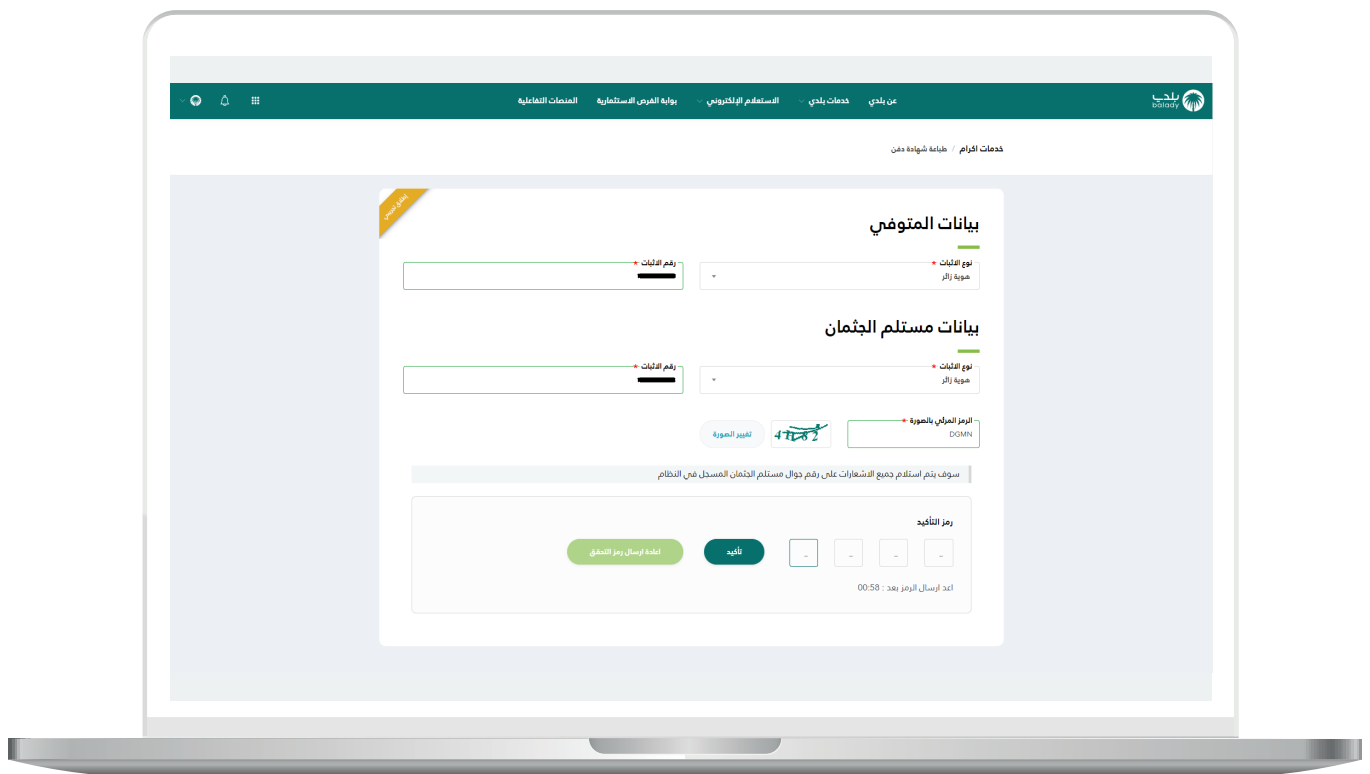 بلدي
balady
عن بلدي
خدمات بلدي
الاستعلام الإلكتروني
بوابة الفرص الاستثمارية
المنصات التفاعلية
خدمات اكرام / طباعة شهادة دفن
إطلاق تجريبي
بيانات المتوفي
نوع الاثبات *
هوية زائر
رقم الاثبات *
بيانات مستلم الجثمان
نوع الاثبات *
هوية زائر
رقم الاثبات *
الرمز المرئي بالصورة *
DGMN
تغيير الصورة
سوف يتم استلام جميع الاشعارات على رقم جوال مستلم الجثمان المسجل في النظام
رمز التأكيد
تأكيد
اعادة ارسال رمز التحقق
اعد ارسال الرمز بعد : 00:58